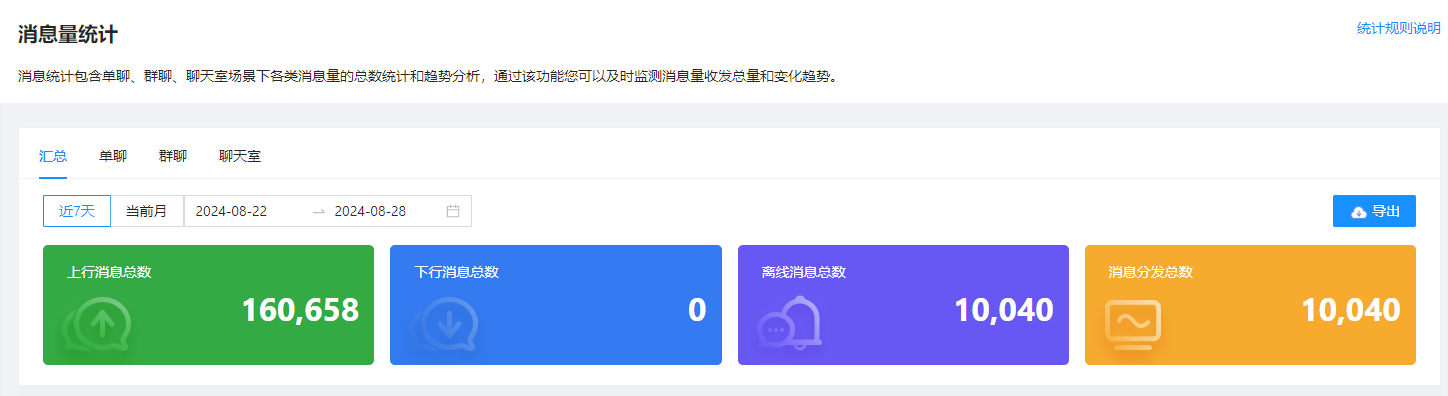 消息量统计
统计规则说明
消息统计包含单聊、群聊、聊天室场景下各类消息量的总数统计和趋势分析，通过该功能您可以及时监测消息量收发总量和变化趋势。
汇总 单聊 群聊 聊天室
近7天 当前月 2024-08-22 → 2024-08-28 导出
上行消息总数 下行消息总数 离线消息总数 消息分发总数
160,658 0 10,040 10,040